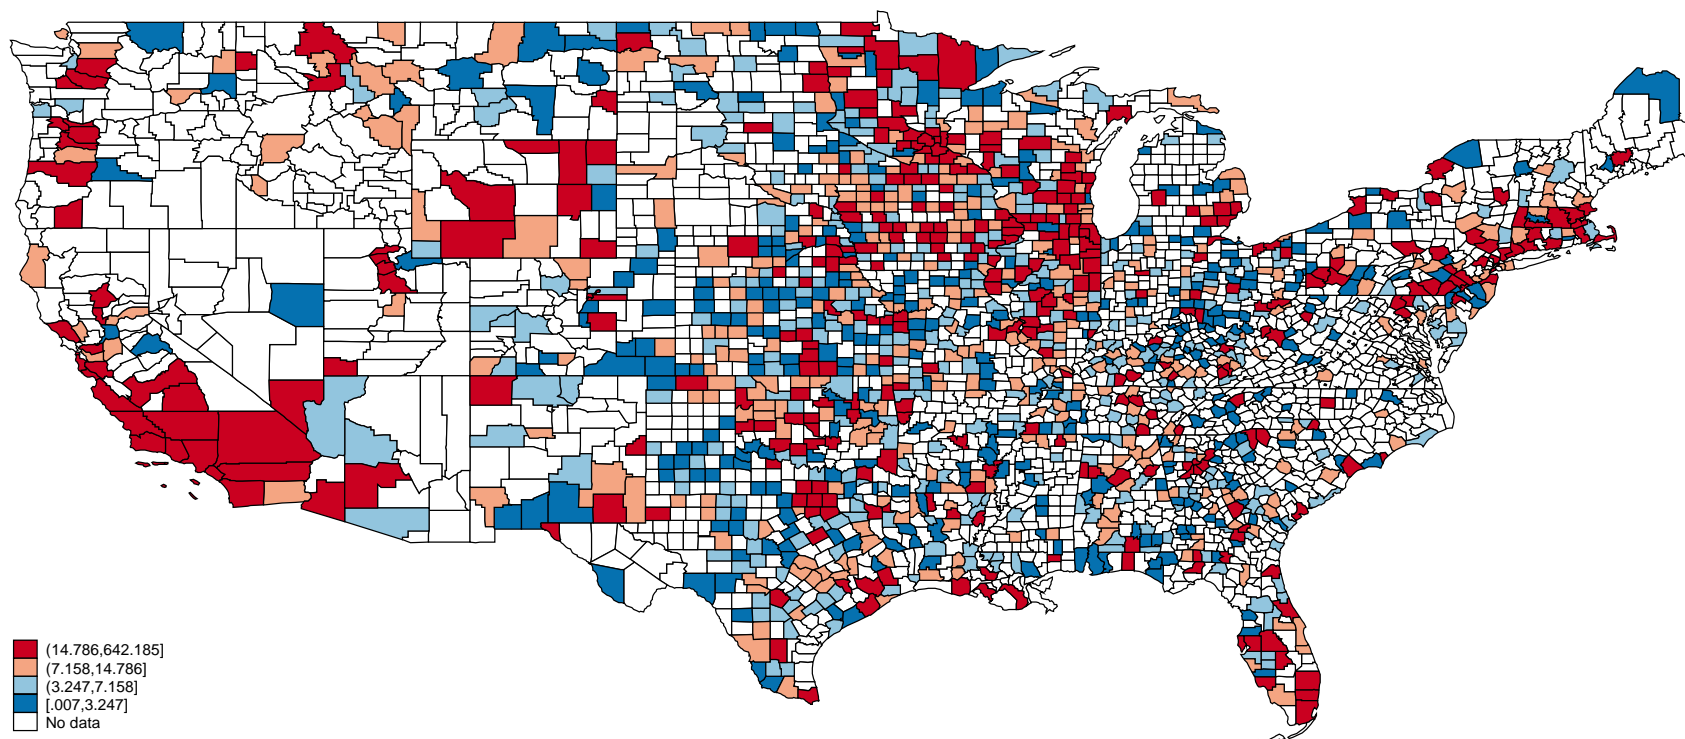 (14.786,642.185]
(7.158,14.786]
(3.247,7.158]
[.007,3.247]
No data